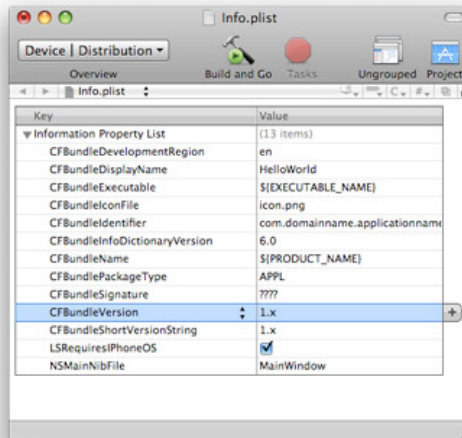 Info.plist
Device | Distribution
Overview Build and Go Tasks Ungrouped Project
Info.plist C #
Key Value
Information Property List (13 items)
CFBundleDevelopmentRegion en
CFBundleDisplayName HelloWorld
CFBundleExecutable ${EXECUTABLE_NAME}
CFBundleIconFile icon.png
CFBundleIdentifier com.domainname.applicationname
CFBundleInfoDictionaryVersion 6.0
CFBundleName ${PRODUCT_NAME}
CFBundlePackageType APPL
CFBundleSignature ????
CFBundleVersion 1.x
CFBundleShortVersionString 1.x
LSRequiresIPhoneOS
NSMainNibFile MainWindow